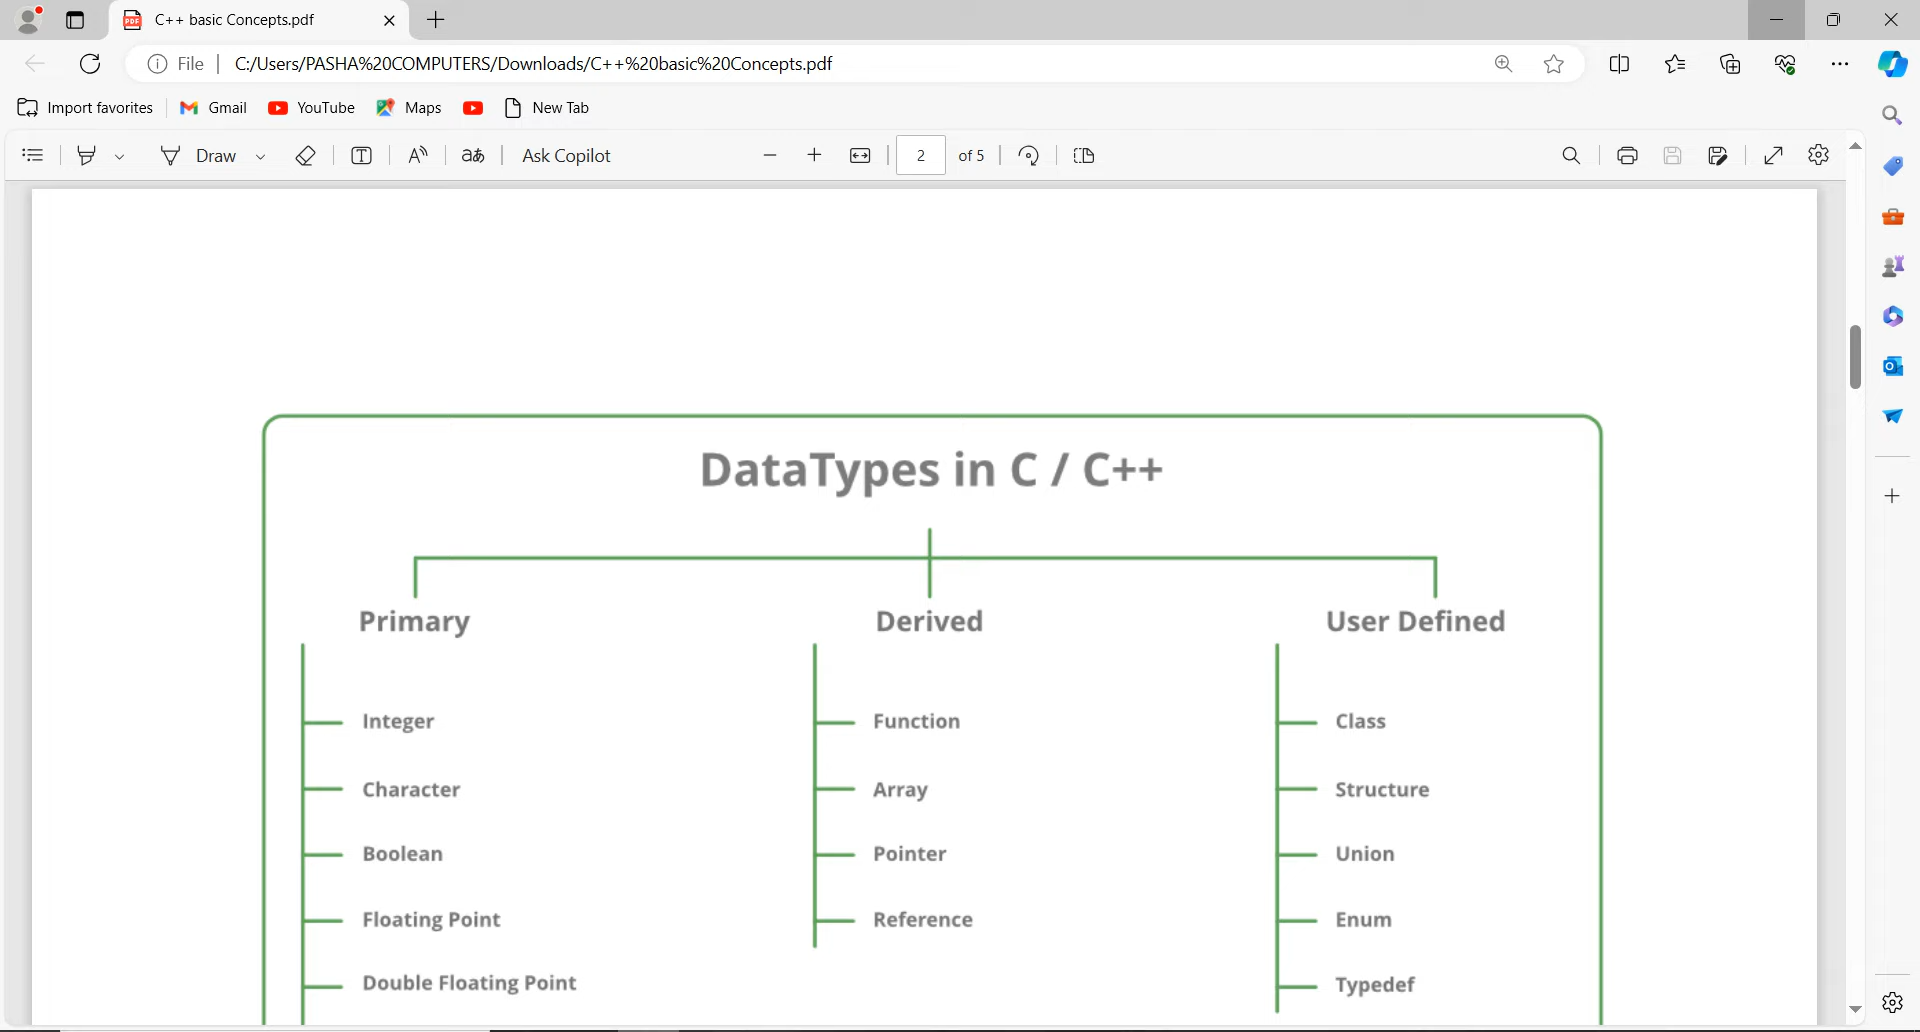 C++ basic Concepts.pdf
File | C:/Users/PASHA%20COMPUTERS/Downloads/C++%20basic%20Concepts.pdf
Import favorites Gmail YouTube Maps New Tab
Draw Ask Copilot 2 of 5
DataTypes in C / C++
Primary Derived User Defined
Integer Function Class
Character Array Structure
Boolean Pointer Union
Floating Point Reference Enum
Double Floating Point Typedef